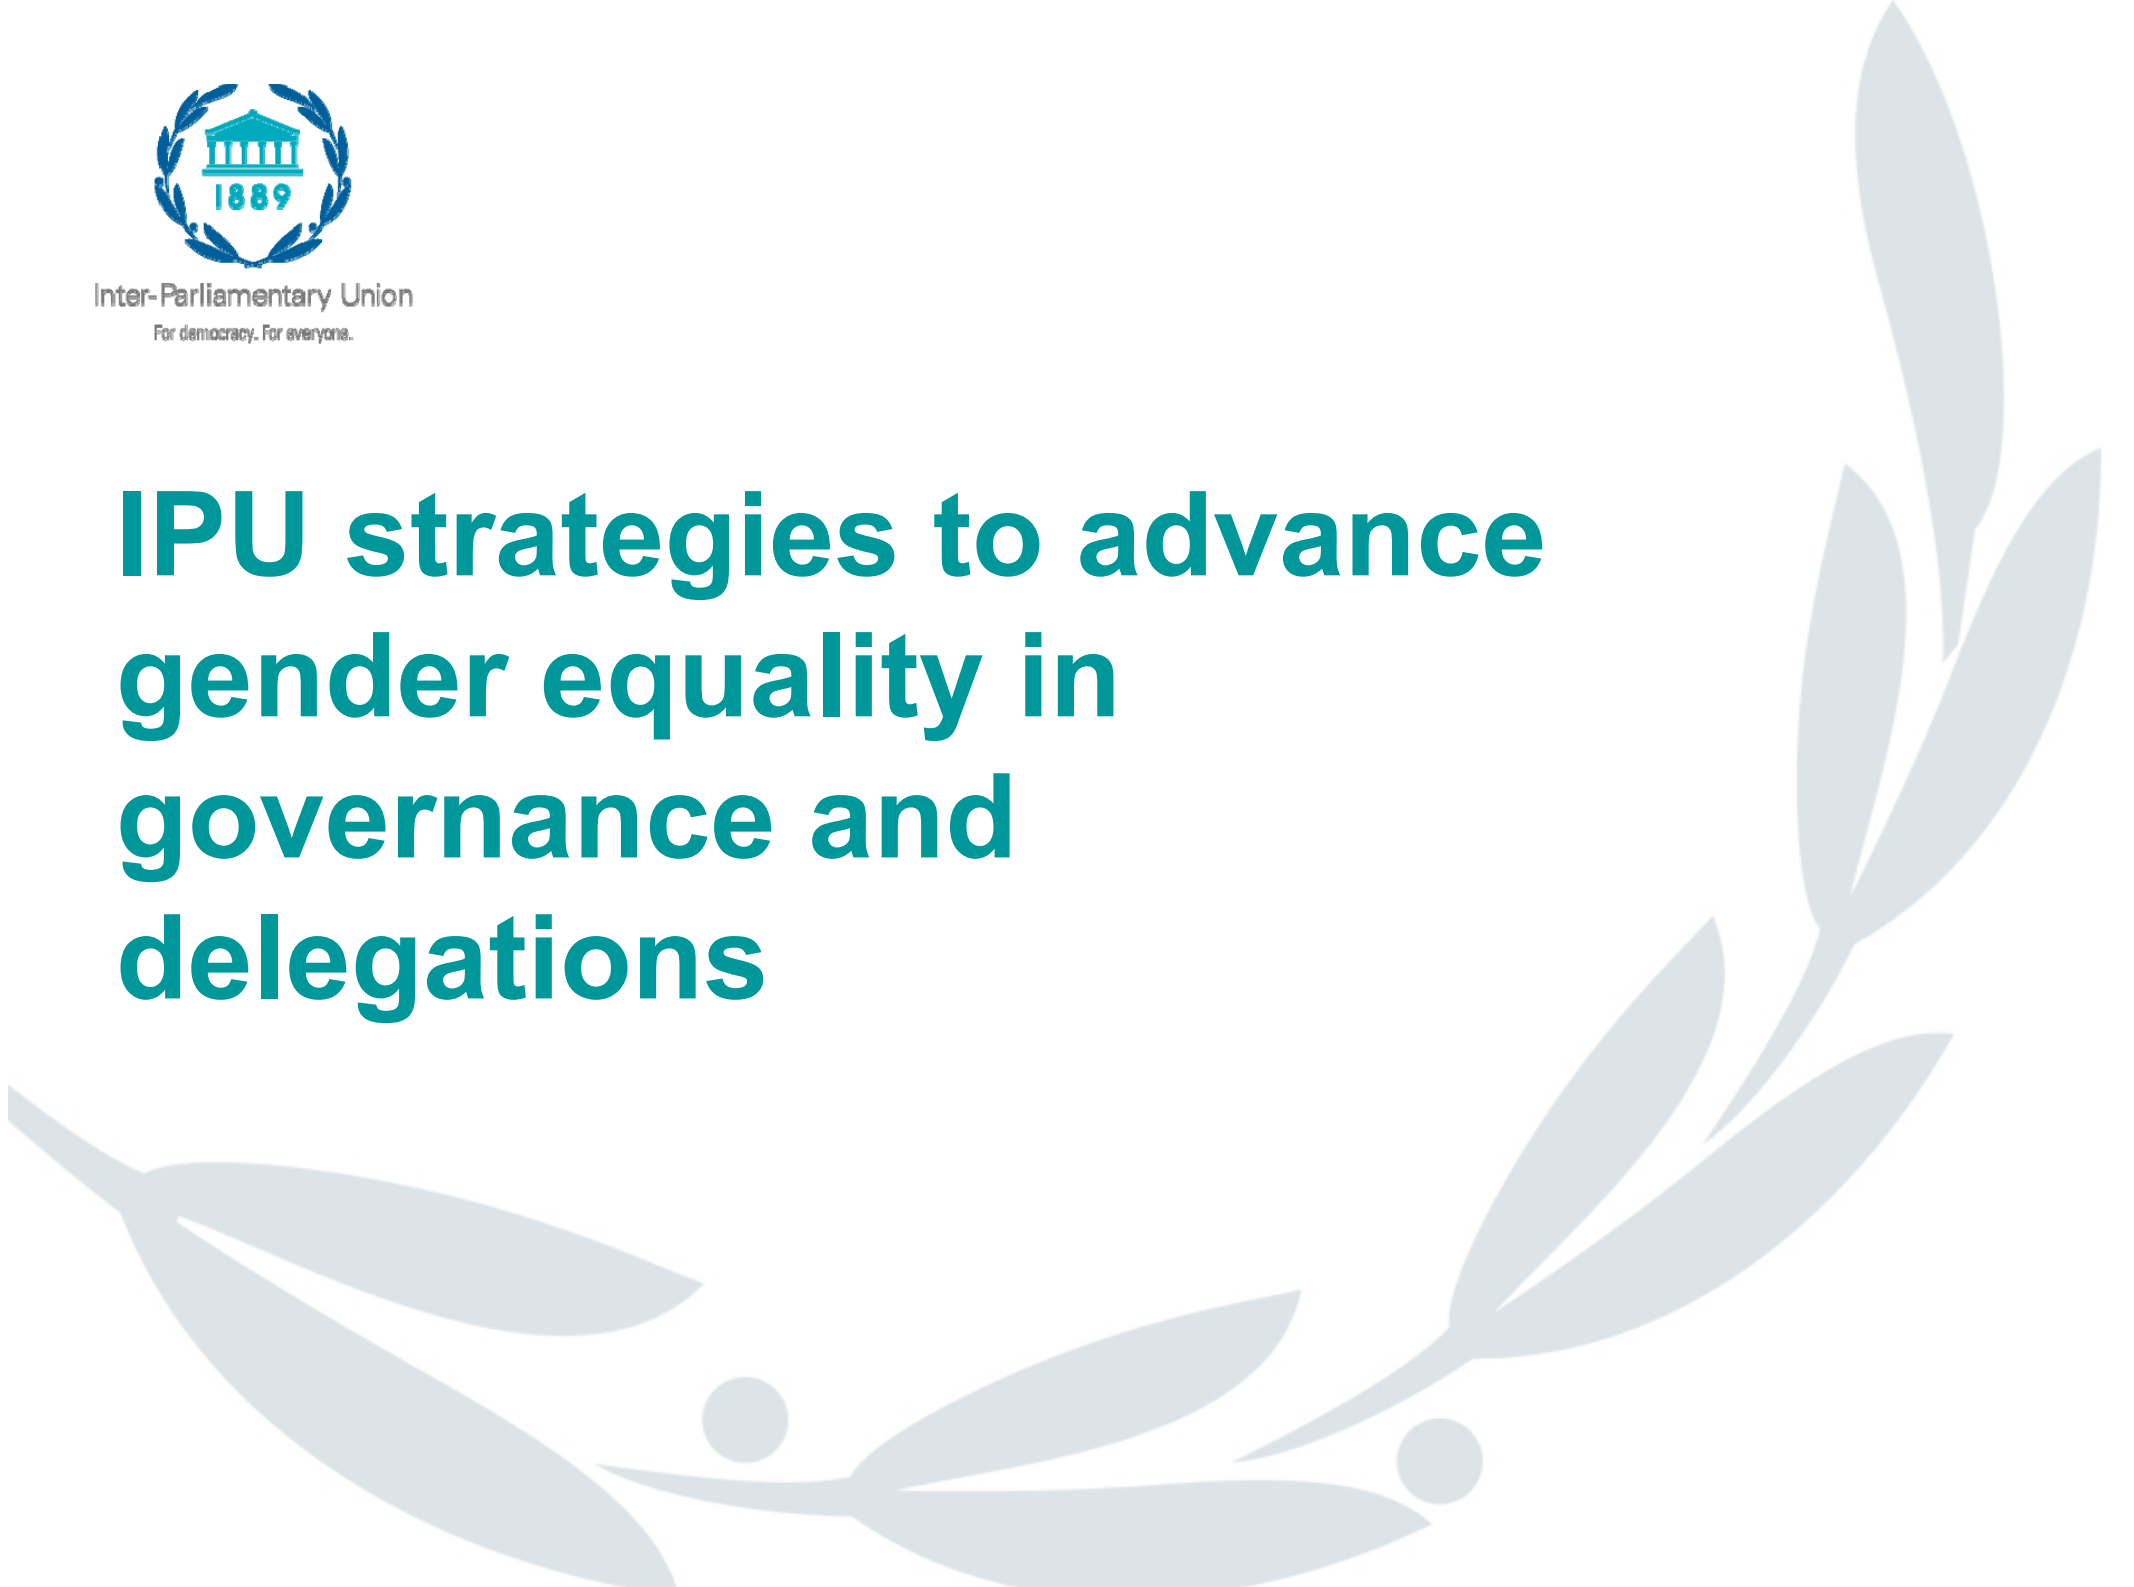 1889
Inter-Parliamentary Union
For democracy. For everyone.
IPU strategies to advance
gender equality in
governance and
delegations